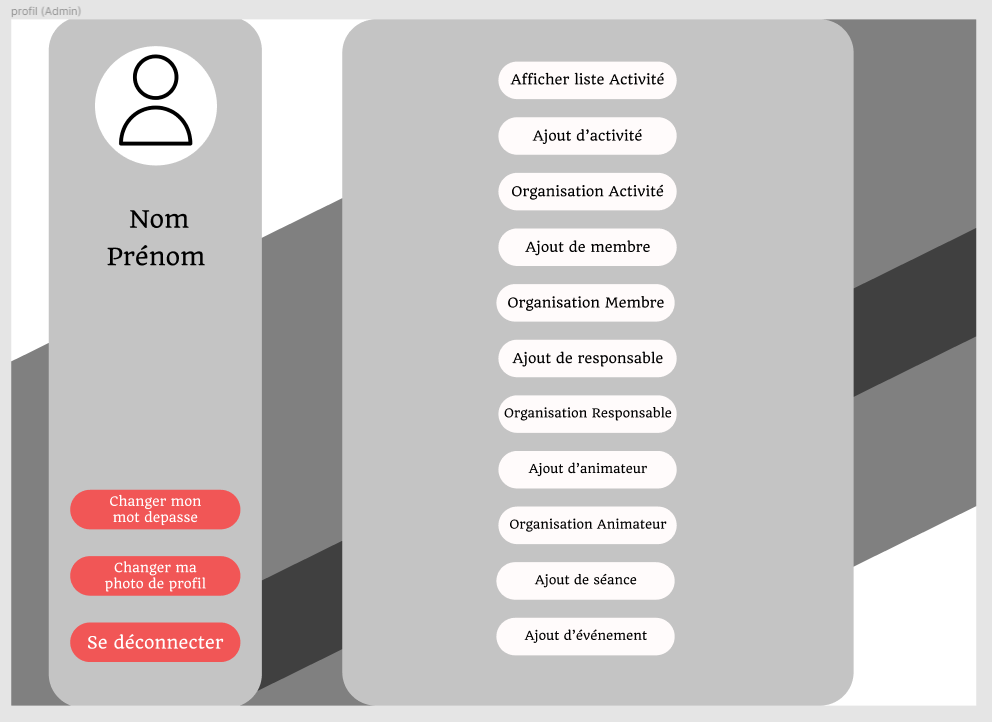 profil (Admin)
Nom
Prénom
Changer mon
mot depasse
Changer ma
photo de profil
Se déconnecter
Afficher liste Activité
Ajout d’activité
Organisation Activité
Ajout de membre
Organisation Membre
Ajout de responsable
Organisation Responsable
Ajout d’animateur
Organisation Animateur
Ajout de séance
Ajout d’événement